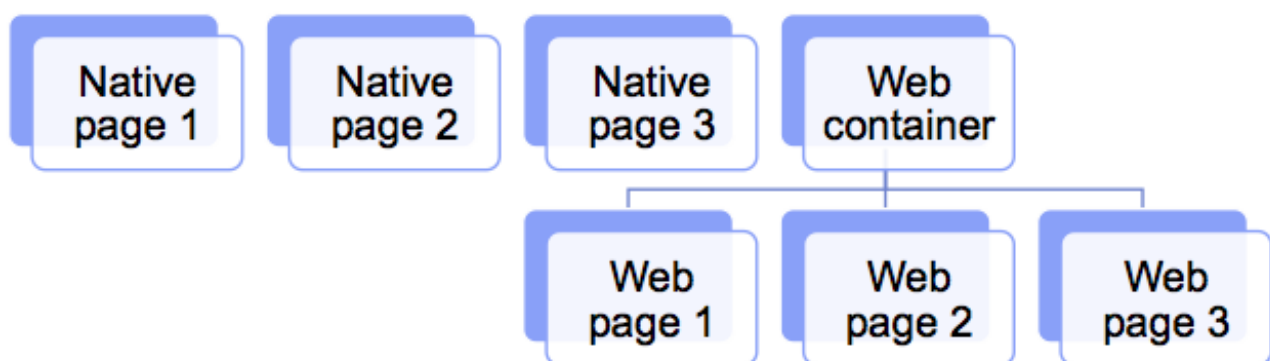 Native
page 1
Native
page 2
Native
page 3
Web
container
Web
page 1
Web
page 2
Web
page 3